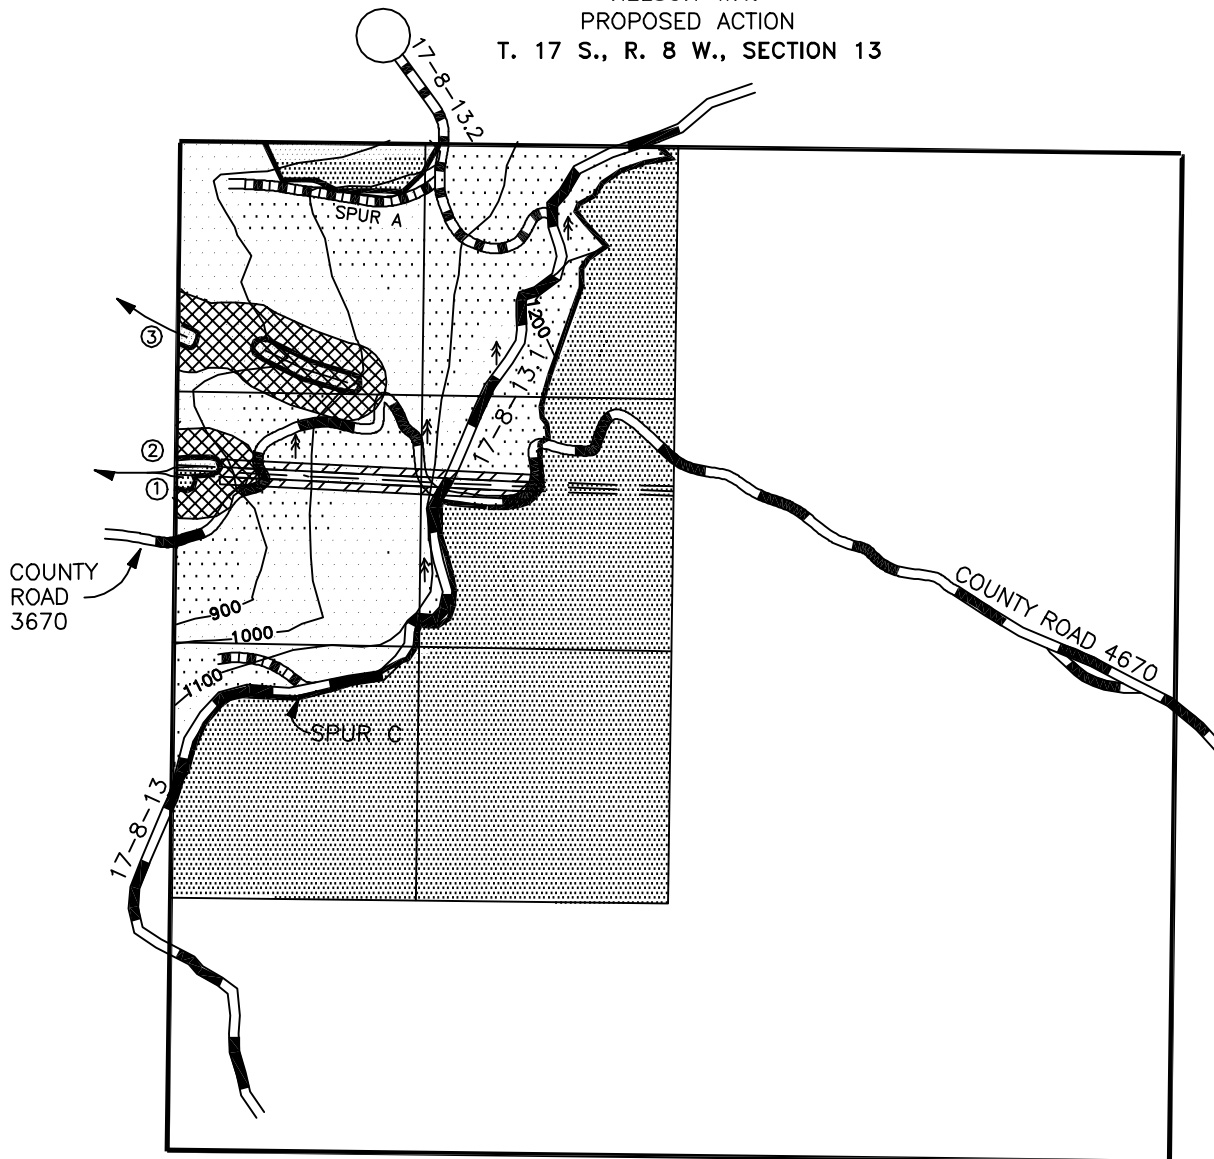 PROPOSED ACTION
T. 17 S., R. 8 W., SECTION 13
17-8-13.2
SPUR A
1200
17-8-13.1
③
②
①
COUNTY
ROAD
3670
900
1000
1100
SPUR C
17-8-13
COUNTY ROAD 4670